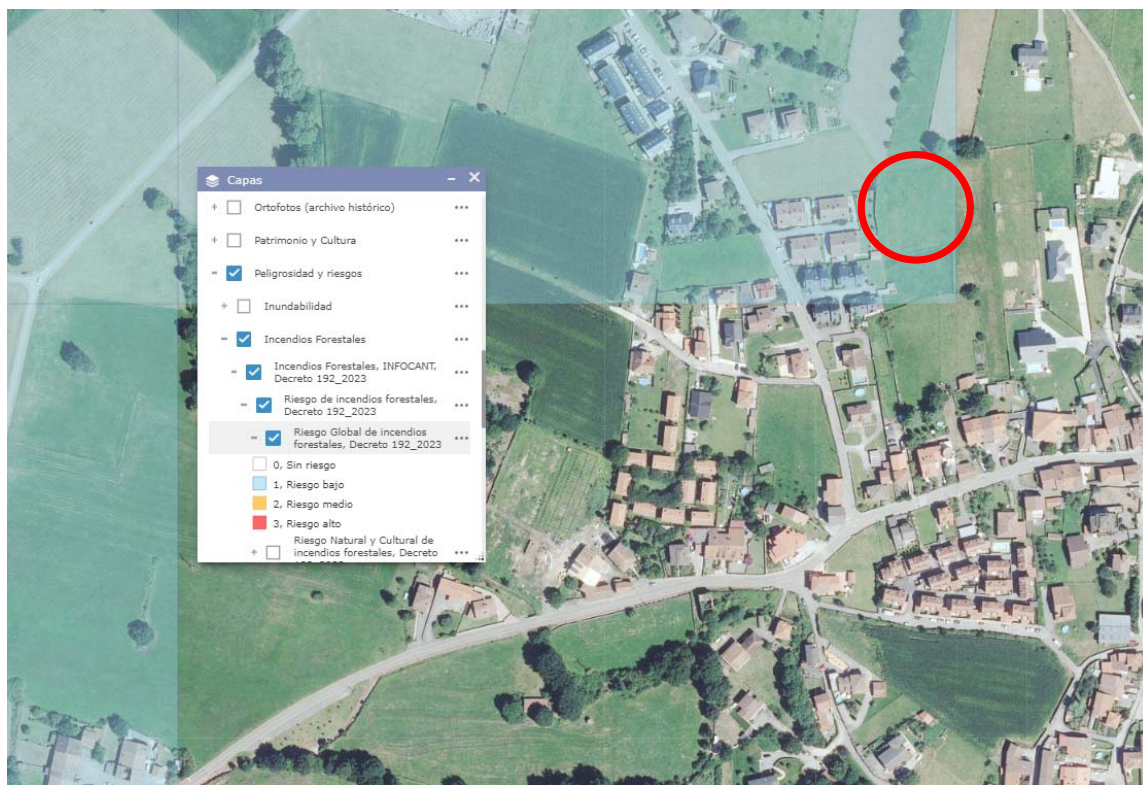 Capas
Ortofotos (archivo histórico)
Patrimonio y Cultura
Peligrosidad y riesgos
Inundabilidad
Incendios Forestales
Incendios Forestales, INFOCANT,
Decreto 192_2023
Riesgo de incendios forestales,
Decreto 192_2023
Riesgo Global de incendios
forestales, Decreto 192_2023
0, Sin riesgo
1, Riesgo bajo
2, Riesgo medio
3, Riesgo alto
Riesgo Natural y Cultural de
incendios forestales, Decreto